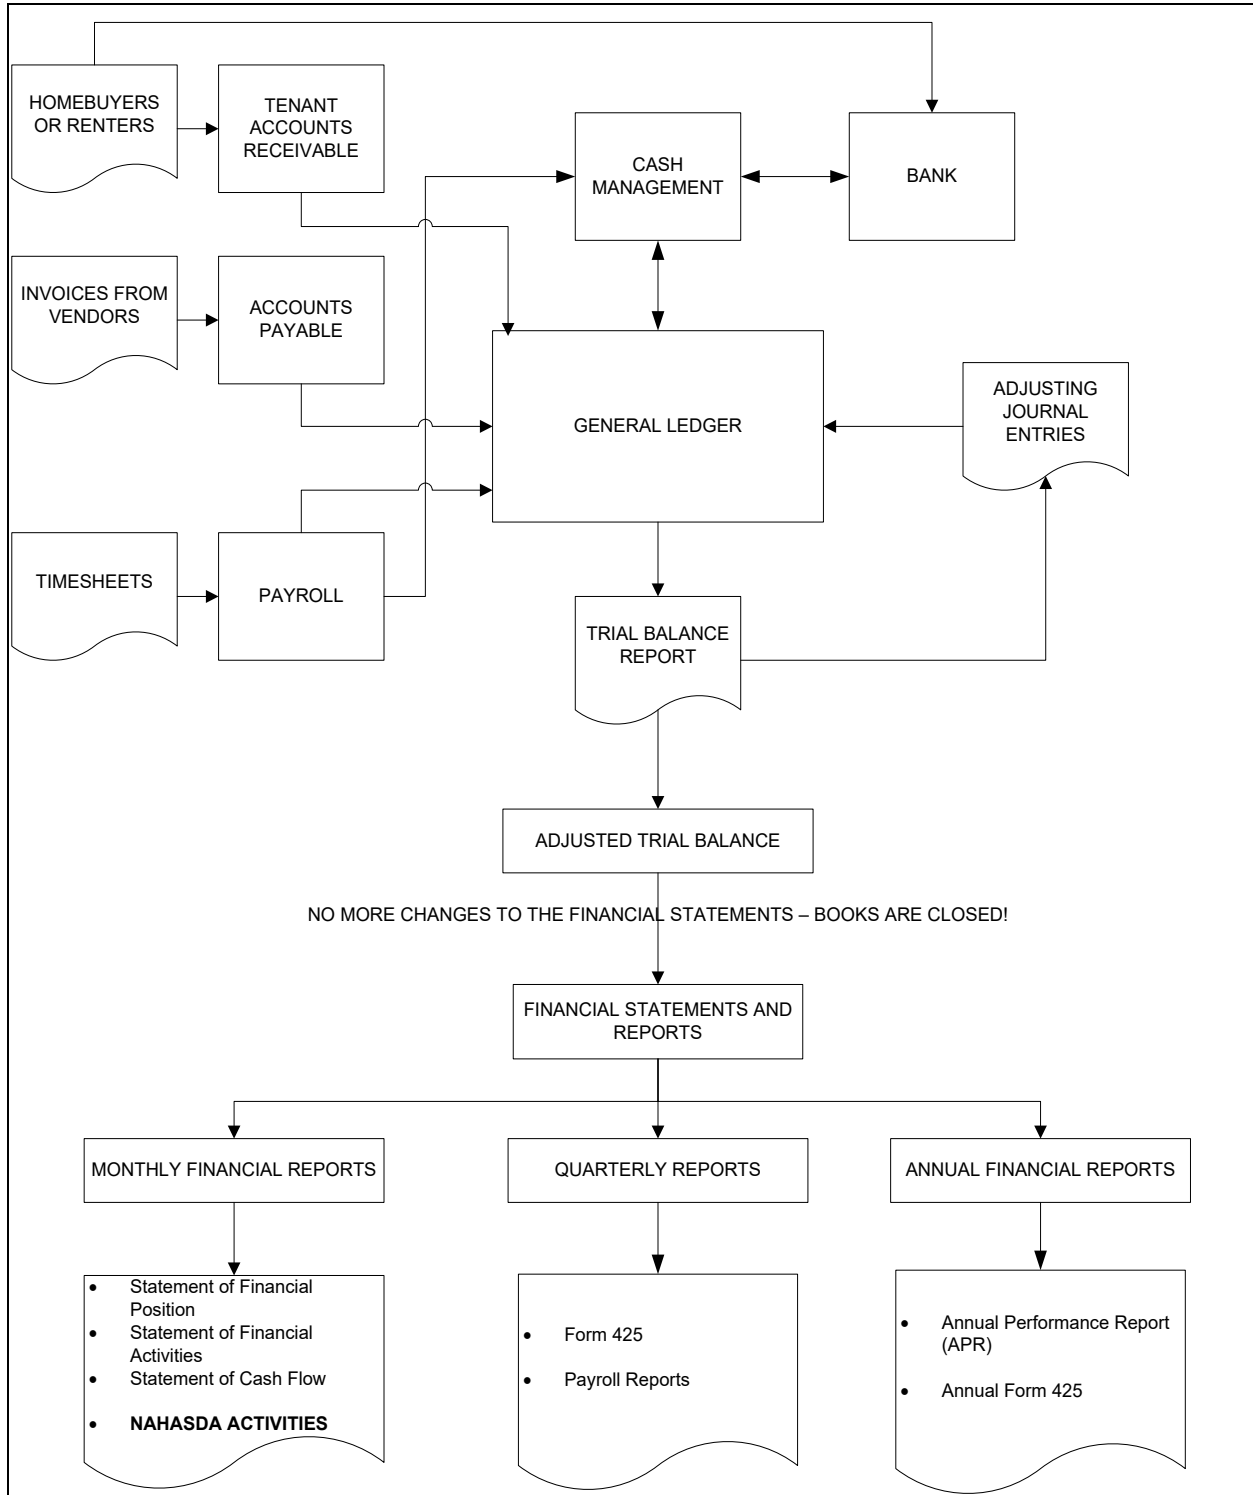 HOMEBUYERS
OR RENTERS
TENANT
ACCOUNTS
RECEIVABLE
CASH
MANAGEMENT
BANK
INVOICES FROM
VENDORS
ACCOUNTS
PAYABLE
GENERAL LEDGER
ADJUSTING
JOURNAL
ENTRIES
TIMESHEETS
PAYROLL
TRIAL BALANCE
REPORT
ADJUSTED TRIAL BALANCE
NO MORE CHANGES TO THE FINANCIAL STATEMENTS – BOOKS ARE CLOSED!
FINANCIAL STATEMENTS AND
REPORTS
MONTHLY FINANCIAL REPORTS
QUARTERLY REPORTS
ANNUAL FINANCIAL REPORTS
• Statement of Financial
Position
• Statement of Financial
Activities
• Statement of Cash Flow
• NAHASDA ACTIVITIES
• Form 425
• Payroll Reports
• Annual Performance Report
(APR)
• Annual Form 425